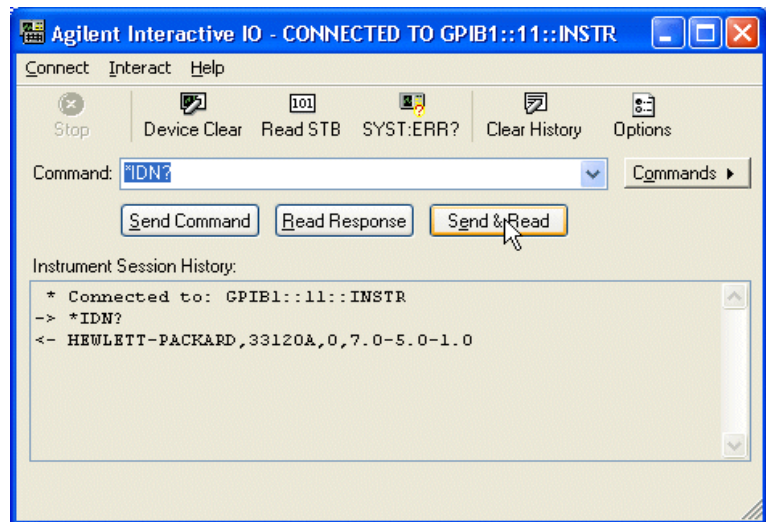 Agilent Interactive IO - CONNECTED TO GPIB1::11::INSTR
Connect Interact Help
Stop Device Clear Read STB SYST:ERR? Clear History Options
Command: *IDN? Commands
Send Command Read Response Send & Read
Instrument Session History:
* Connected to: GPIB1::11::INSTR
-> *IDN?
<- HEWLETT-PACKARD,33120A,0,7.0-5.0-1.0